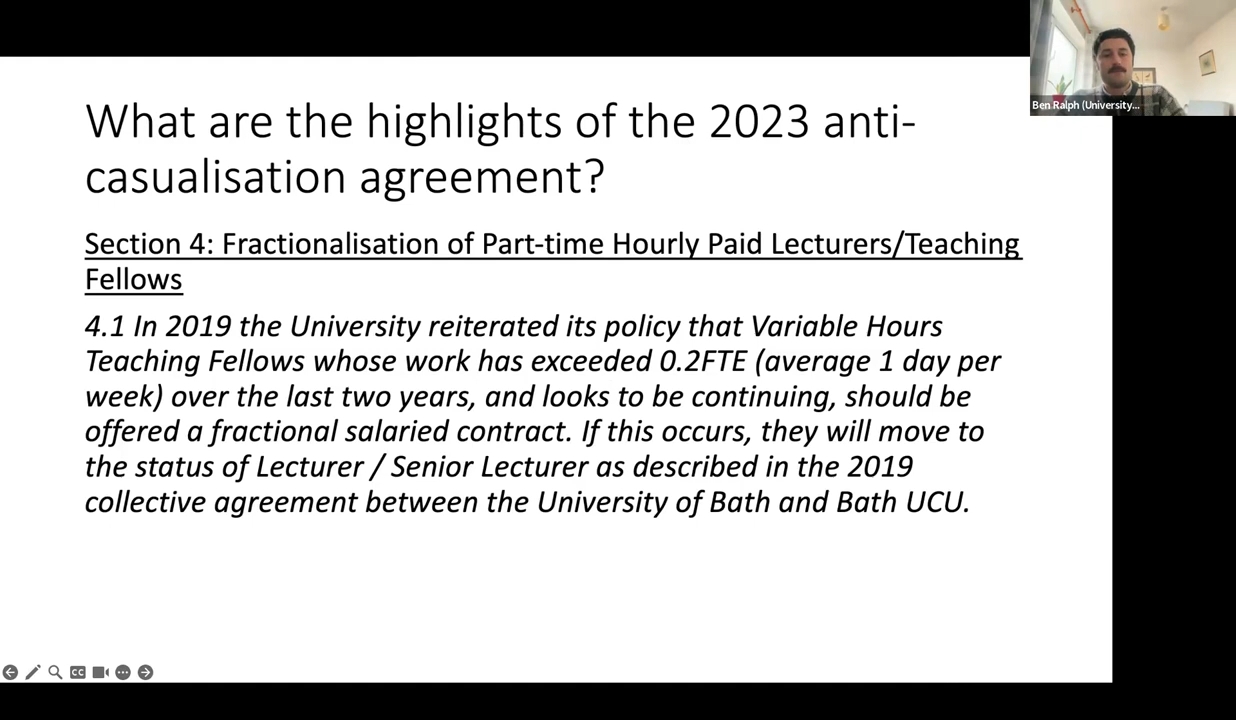 What are the highlights of the 2023 anti-
casualisation agreement?
Section 4: Fractionalisation of Part-time Hourly Paid Lecturers/Teaching
Fellows
4.1 In 2019 the University reiterated its policy that Variable Hours
Teaching Fellows whose work has exceeded 0.2FTE (average 1 day per
week) over the last two years, and looks to be continuing, should be
offered a fractional salaried contract. If this occurs, they will move to
the status of Lecturer / Senior Lecturer as described in the 2019
collective agreement between the University of Bath and Bath UCU.
Ben Ralph (University...
CC